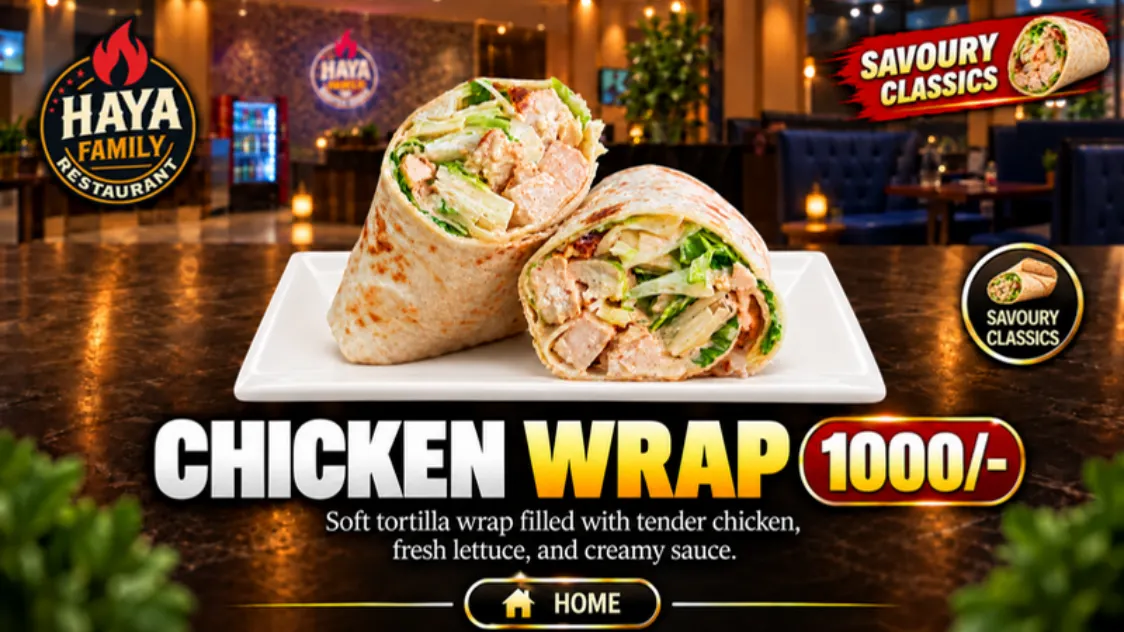 HAYA
FAMILY
RESTAURANT
HAYA
FAMILY
SAVOURY
CLASSICS
SAVOURY
CLASSICS
CHICKEN WRAP 1000/-
Soft tortilla wrap filled with tender chicken,
fresh lettuce, and creamy sauce.
HOME